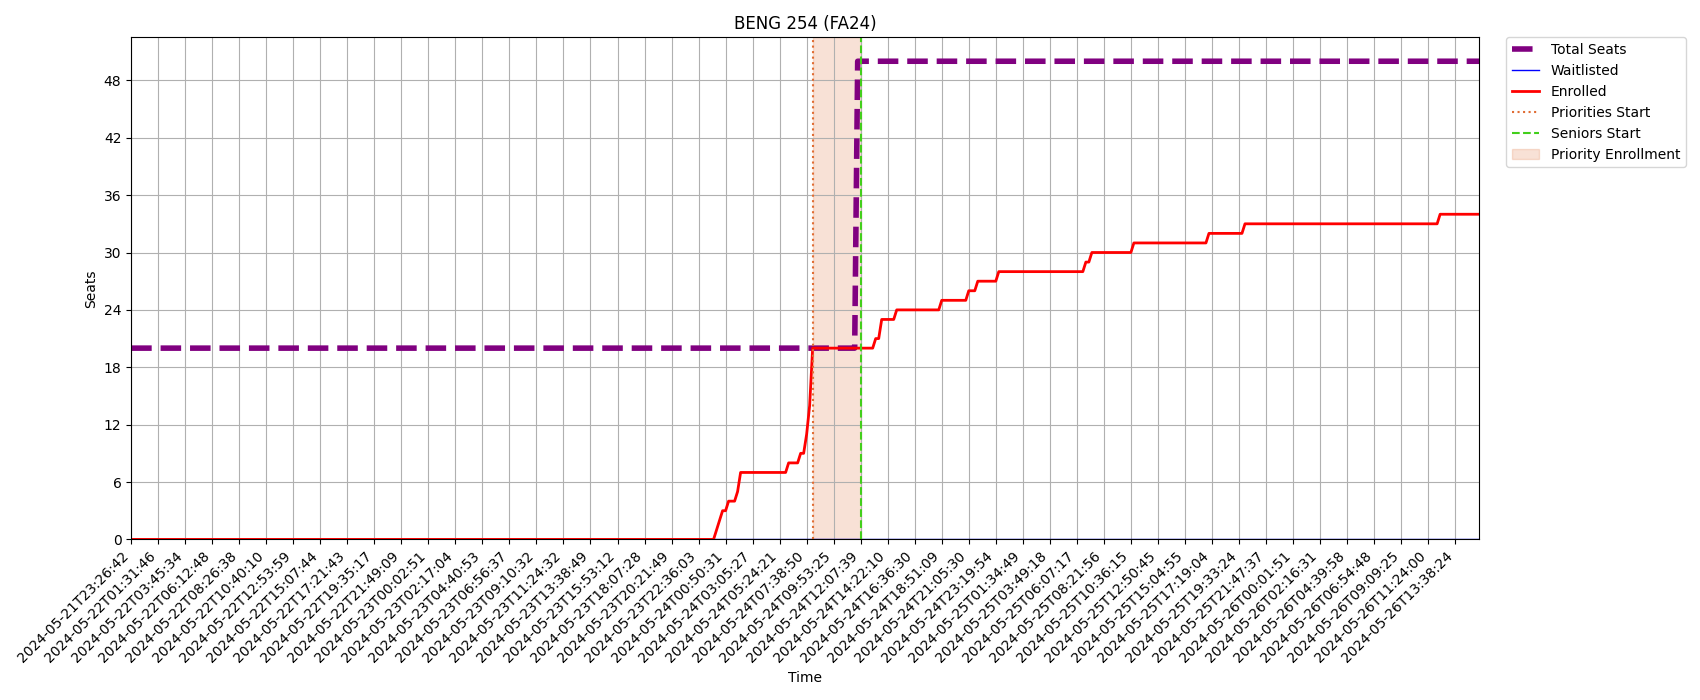 BENG 254 (FA24)
Total Seats
Waitlisted
Enrolled
Priorities Start
Seniors Start
Priority Enrollment
Seats
48
42
36
30
24
18
12
6
0
2024-05-21T23:26:42
2024-05-22T01:31:46
2024-05-22T03:45:34
2024-05-22T06:12:48
2024-05-22T08:26:38
2024-05-22T10:40:10
2024-05-22T12:53:59
2024-05-22T15:07:44
2024-05-22T17:21:43
2024-05-22T19:35:17
2024-05-22T21:49:09
2024-05-23T00:02:51
2024-05-23T02:17:04
2024-05-23T04:40:53
2024-05-23T06:56:37
2024-05-23T09:10:32
2024-05-23T11:24:32
2024-05-23T13:38:49
2024-05-23T15:53:12
2024-05-23T18:07:28
2024-05-23T20:21:49
2024-05-23T22:36:03
2024-05-24T00:50:31
2024-05-24T03:05:27
2024-05-24T05:24:21
2024-05-24T07:38:50
2024-05-24T09:53:25
2024-05-24T12:07:39
2024-05-24T14:22:10
2024-05-24T16:36:30
2024-05-24T18:51:09
2024-05-24T21:05:30
2024-05-24T23:19:54
2024-05-25T01:34:49
2024-05-25T03:49:18
2024-05-25T06:07:17
2024-05-25T08:21:56
2024-05-25T10:36:15
2024-05-25T12:50:45
2024-05-25T15:04:55
2024-05-25T17:19:04
2024-05-25T19:33:24
2024-05-25T21:47:37
2024-05-26T00:01:51
2024-05-26T02:16:31
2024-05-26T04:39:58
2024-05-26T06:54:48
2024-05-26T09:09:25
2024-05-26T11:24:00
2024-05-26T13:38:24
Time